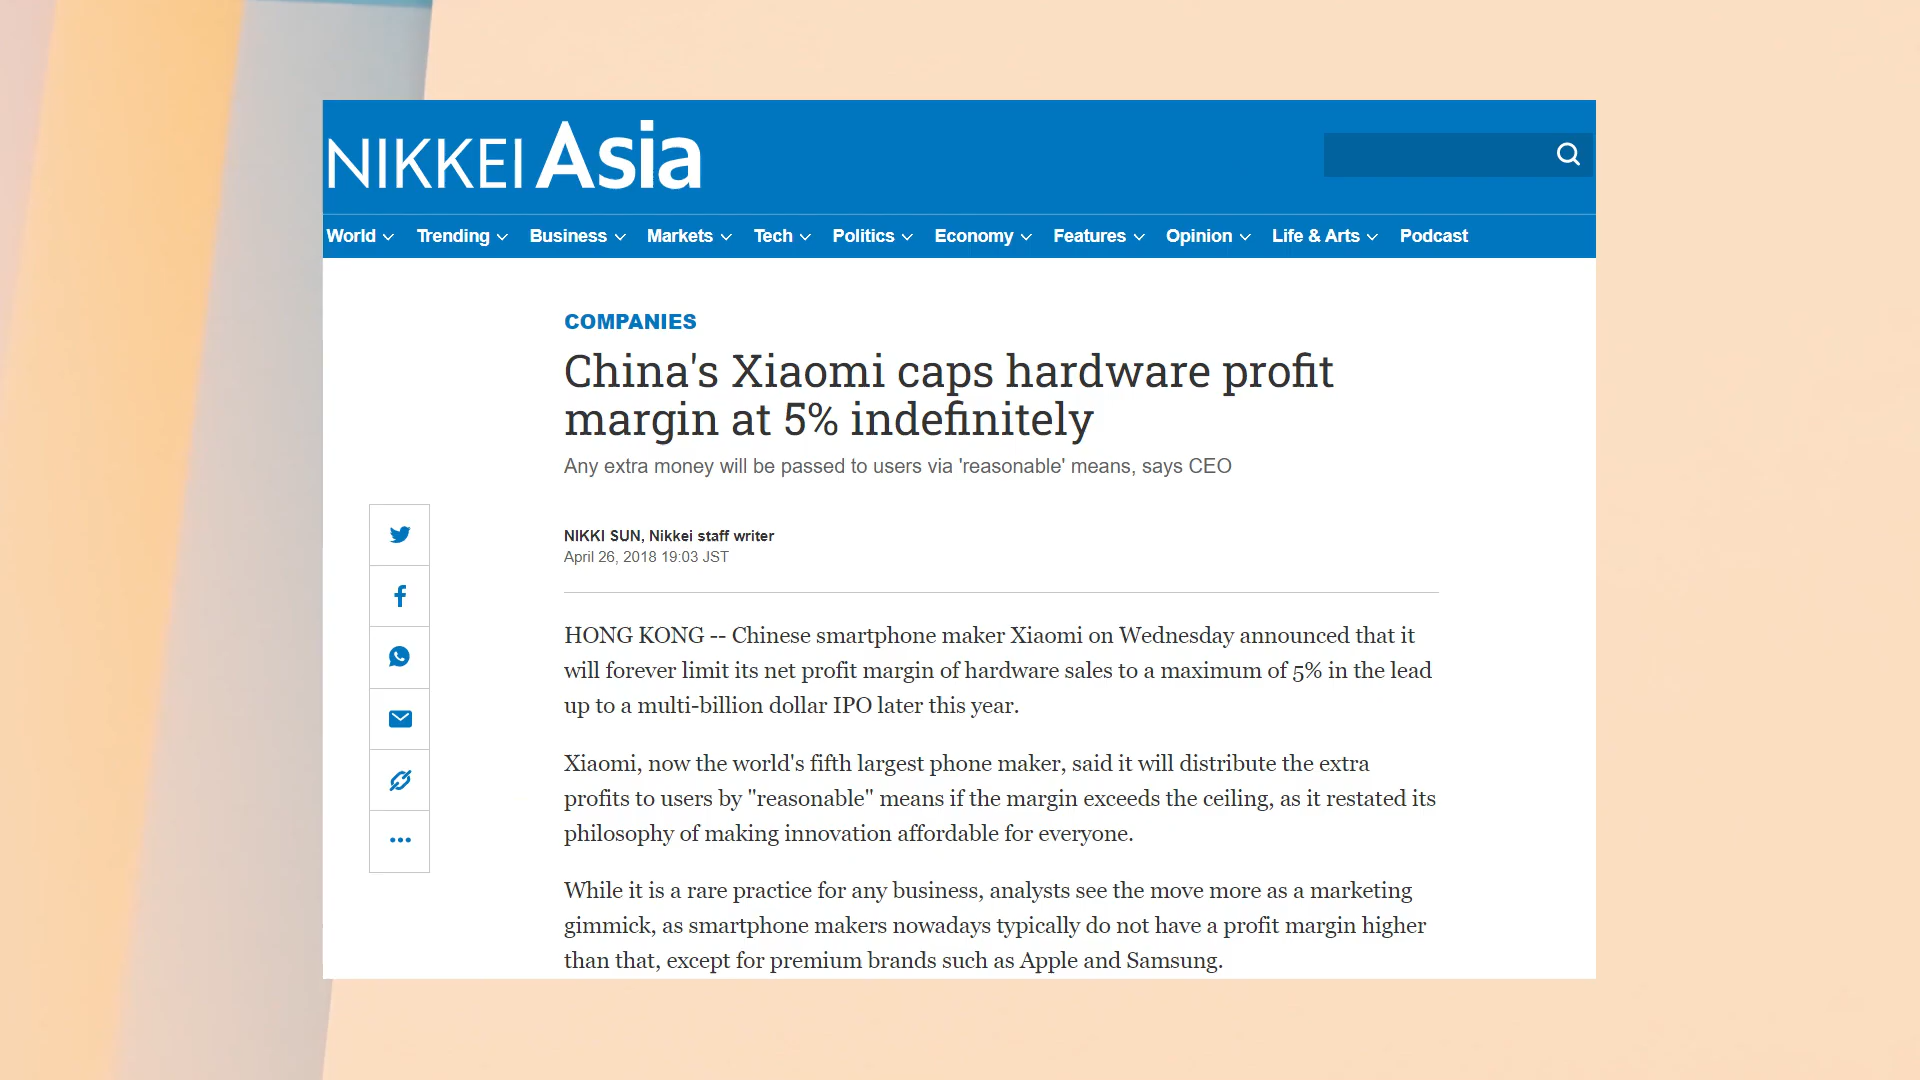 NIKKEI Asia
World Trending Business Markets Tech Politics Economy Features Opinion Life & Arts Podcast
COMPANIES
China's Xiaomi caps hardware profit
margin at 5% indefinitely
Any extra money will be passed to users via 'reasonable' means, says CEO
NIKKI SUN, Nikkei staff writer
April 26, 2018 19:03 JST
HONG KONG -- Chinese smartphone maker Xiaomi on Wednesday announced that it
will forever limit its net profit margin of hardware sales to a maximum of 5% in the lead
up to a multi-billion dollar IPO later this year.
Xiaomi, now the world's fifth largest phone maker, said it will distribute the extra
profits to users by "reasonable" means if the margin exceeds the ceiling, as it restated its
philosophy of making innovation affordable for everyone.
While it is a rare practice for any business, analysts see the move more as a marketing
gimmick, as smartphone makers nowadays typically do not have a profit margin higher
than that, except for premium brands such as Apple and Samsung.